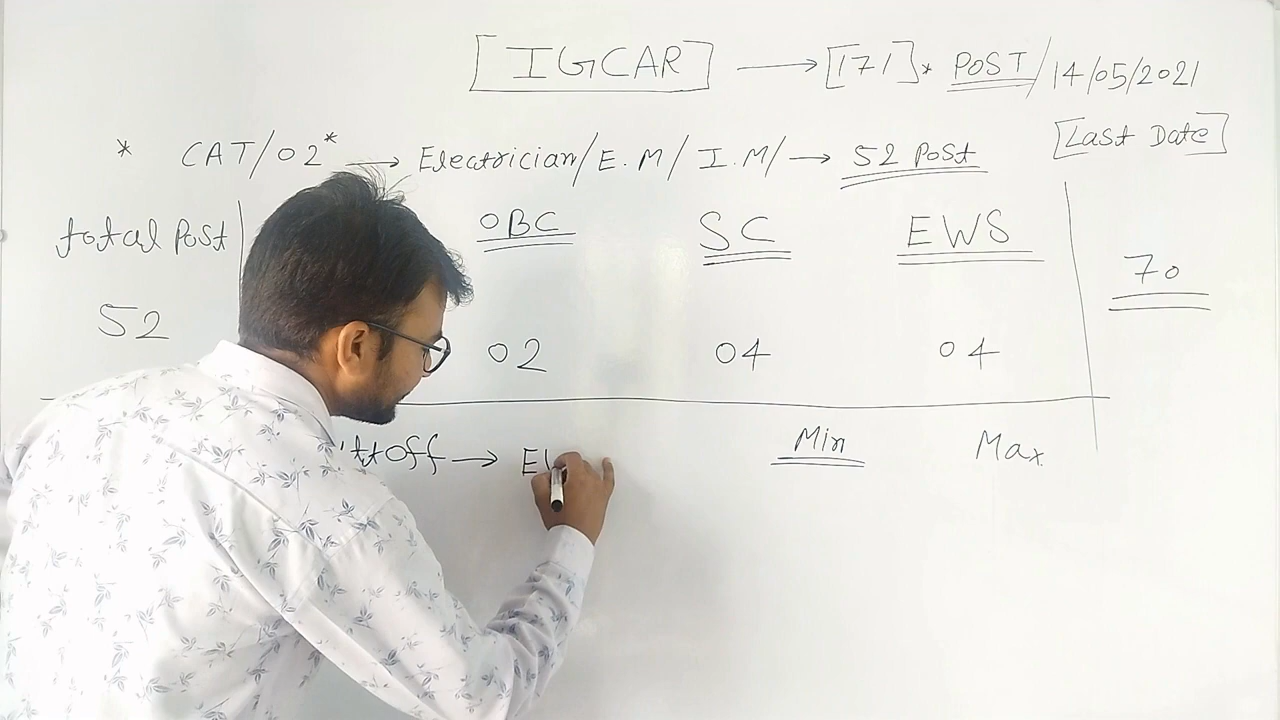 [IGCAR] → [171]* POST/14/05/2021
[Last Date]
* CAT/02* → Electrician/E.M/I.M/→ 52 Post
total Post OBC SC EWS
70
52 02 04 04
→ Min Max